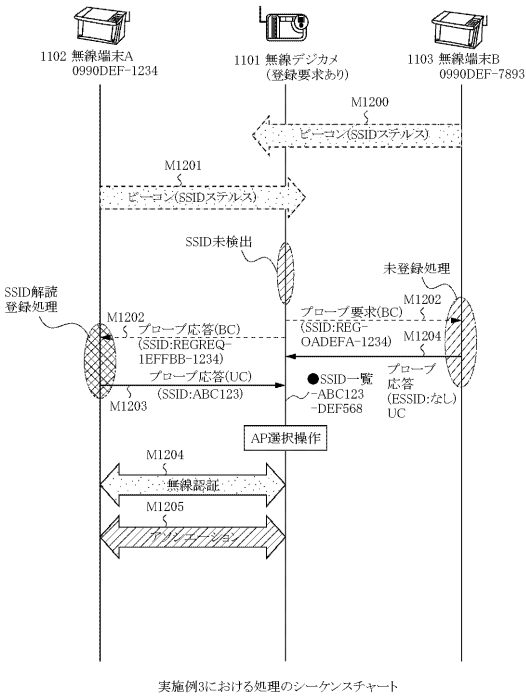 1102 無線端末A
0990DEF-1234
1101 無線デジカメ
(登録要求あり)
1103 無線端末B
0990DEF-7893
M1200
ビーコン(SSIDステルス)
M1201
ビーコン(SSIDステルス)
SSID未検出
未登録処理
SSID解読
登録処理
M1202
プローブ応答(BC)
(SSID:REGREQ-
1EFFBB-1234)
プローブ要求(BC)
M1202
(SSID:REG-
OADEFA-1234)
M1204
プローブ応答(UC)
M1203
(SSID:ABC123)
●SSID一覧
-ABC123
-DEF568
プローブ
応答
(ESSID:なし)
UC
AP選択操作
M1204
無線認証
M1205
アソシエーション
実施例3における処理のシーケンスチャート